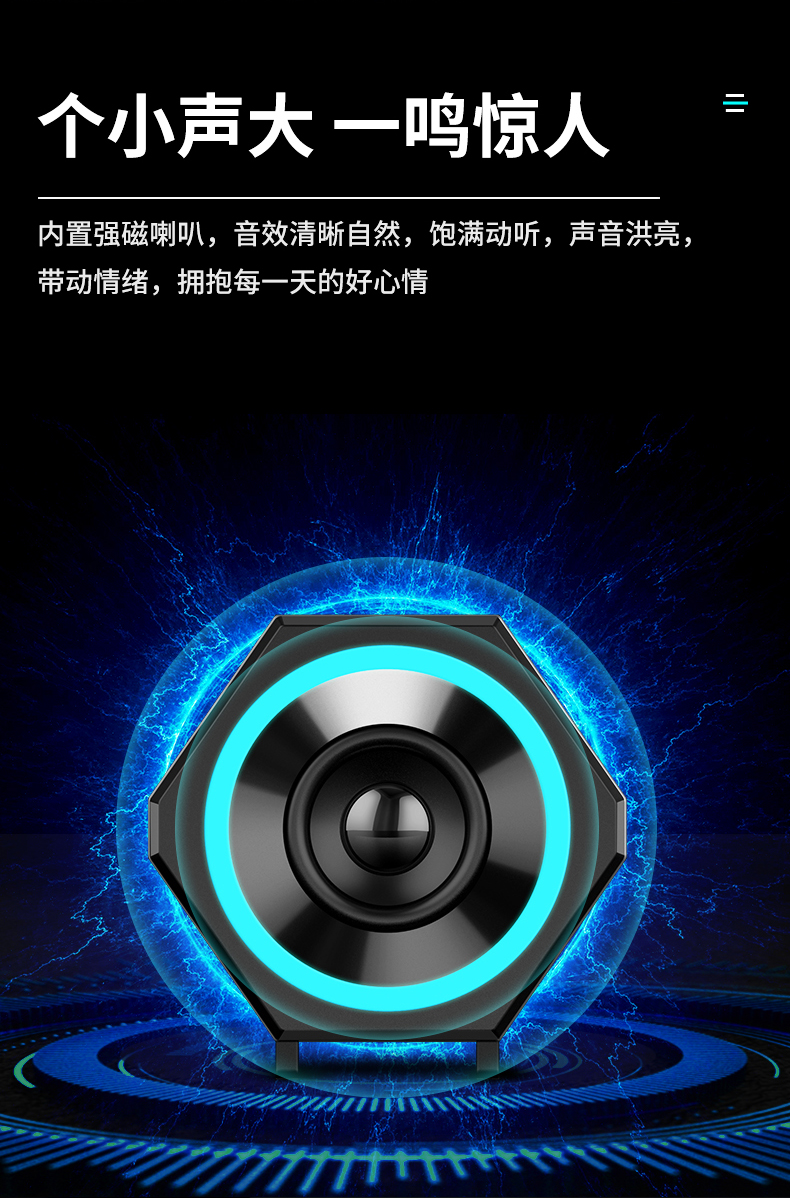 个小声大 一鸣惊人
内置强磁喇叭，音效清晰自然，饱满动听，声音洪亮，
带动情绪，拥抱每一天的好心情